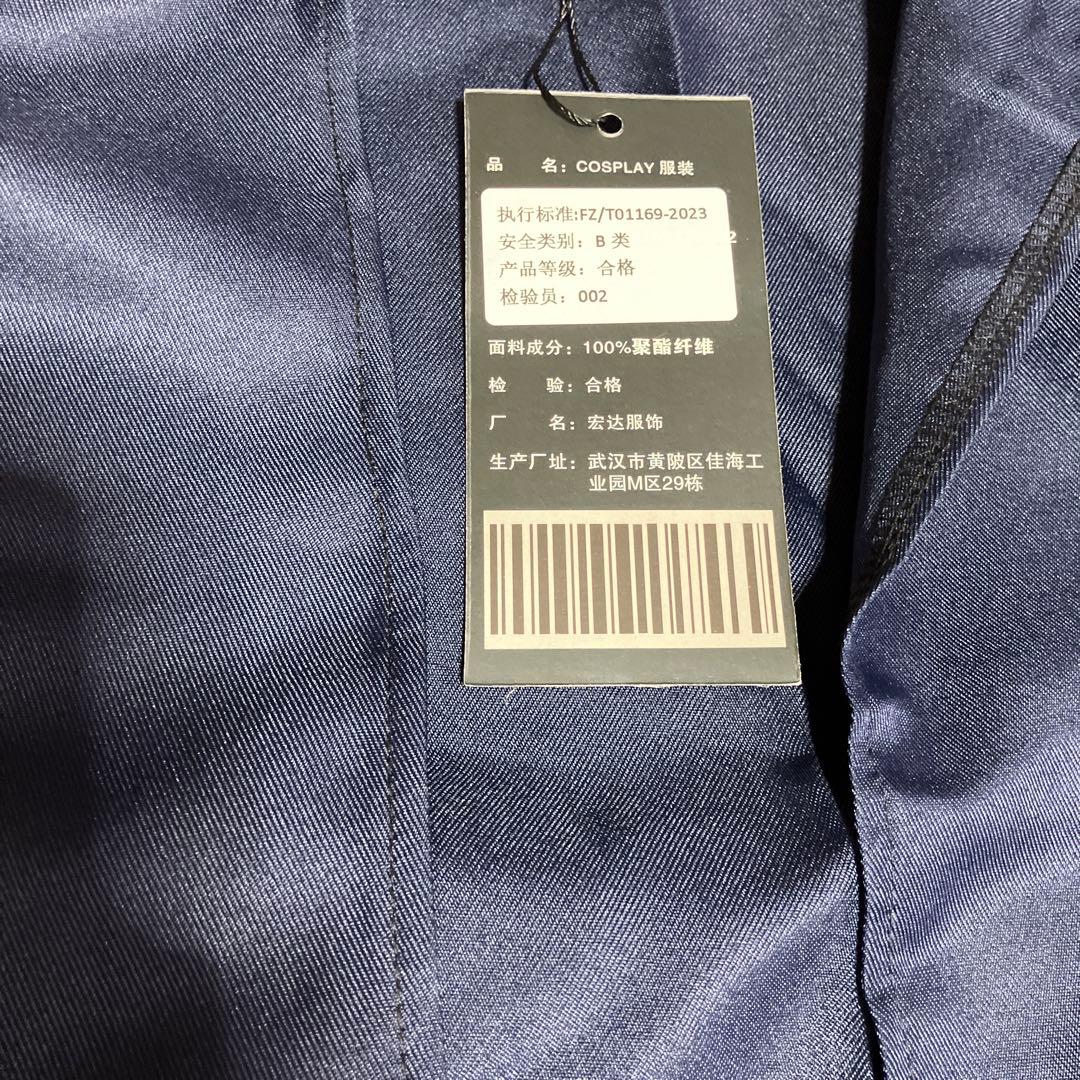 品 名：COSPLAY 服装
执行标准:FZ/T01169-2023
安全类别：B 类
2
产品等级：合格
检验员：002
面料成分：100%聚酯纤维
检 验：合格
厂 名：宏达服饰
生产厂址：武汉市黄陂区佳海工
业园M区29栋